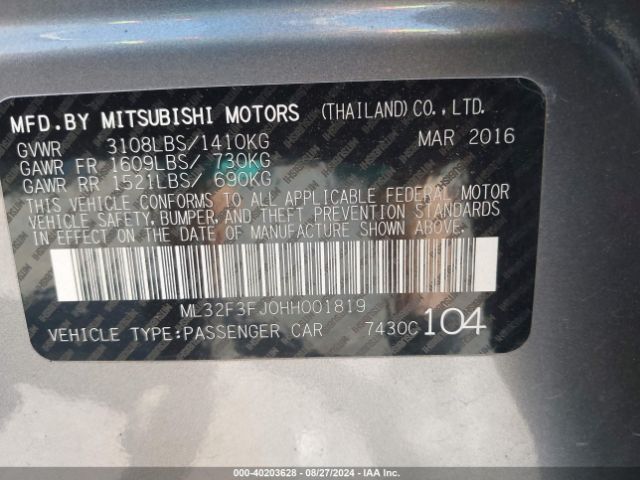 MFD.BY MITSUBISHI MOTORS (THAILAND)CO.,LTD.
GVWR 3108LBS/1410KG MAR 2016
GAWR FR 1609LBS/ 730KG
GAWR RR 1521LBS/ 690KG
THIS VEHICLE CONFORMS TO ALL APPLICABLE FEDERAL MOTOR
VEHICLE SAFETY, BUMPER, AND THEFT PREVENTION STANDARDS
IN EFFECT ON THE DATE OF MANUFACTURE SHOWN ABOVE.
ML32F3FJ0HH001819
VEHICLE TYPE:PASSENGER CAR 7430C 104
000-40203628 - 08/27/2024 - IAA Inc.